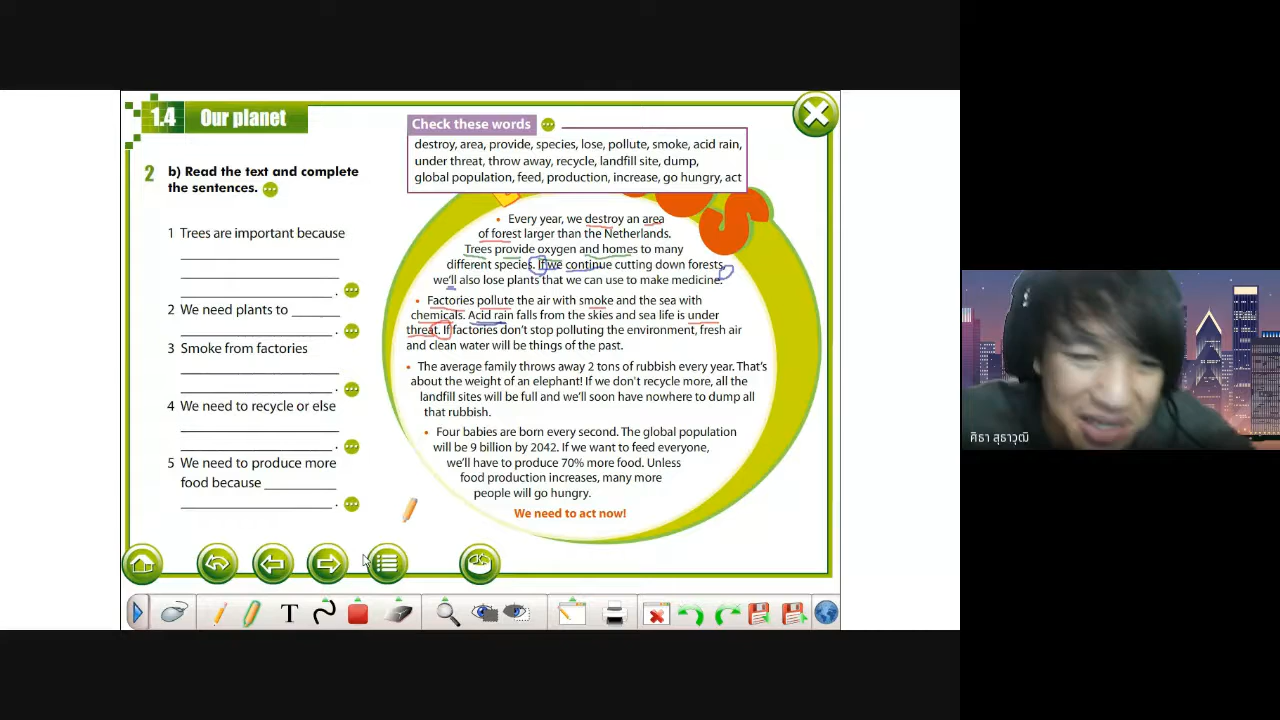 1.4 Our planet
Check these words
destroy, area, provide, species, lose, pollute, smoke, acid rain,
under threat, throw away, recycle, landfill site, dump,
global population, feed, production, increase, go hungry, act
2 b) Read the text and complete
the sentences.
1 Trees are important because
.
2 We need plants to
.
3 Smoke from factories
.
4 We need to recycle or else
.
5 We need to produce more
food because
.
• Every year, we destroy an area
of forest larger than the Netherlands.
Trees provide oxygen and homes to many
different species. If we continue cutting down forests,
we'll also lose plants that we can use to make medicine.
• Factories pollute the air with smoke and the sea with
chemicals. Acid rain falls from the skies and sea life is under
threat. If factories don't stop polluting the environment, fresh air
and clean water will be things of the past.
• The average family throws away 2 tons of rubbish every year. That's
about the weight of an elephant! If we don't recycle more, all the
landfill sites will be full and we'll soon have nowhere to dump all
that rubbish.
• Four babies are born every second. The global population
will be 9 billion by 2042. If we want to feed everyone,
we'll have to produce 70% more food. Unless
food production increases, many more
people will go hungry.
We need to act now!
T
ศิธา สุธาวุฒิ